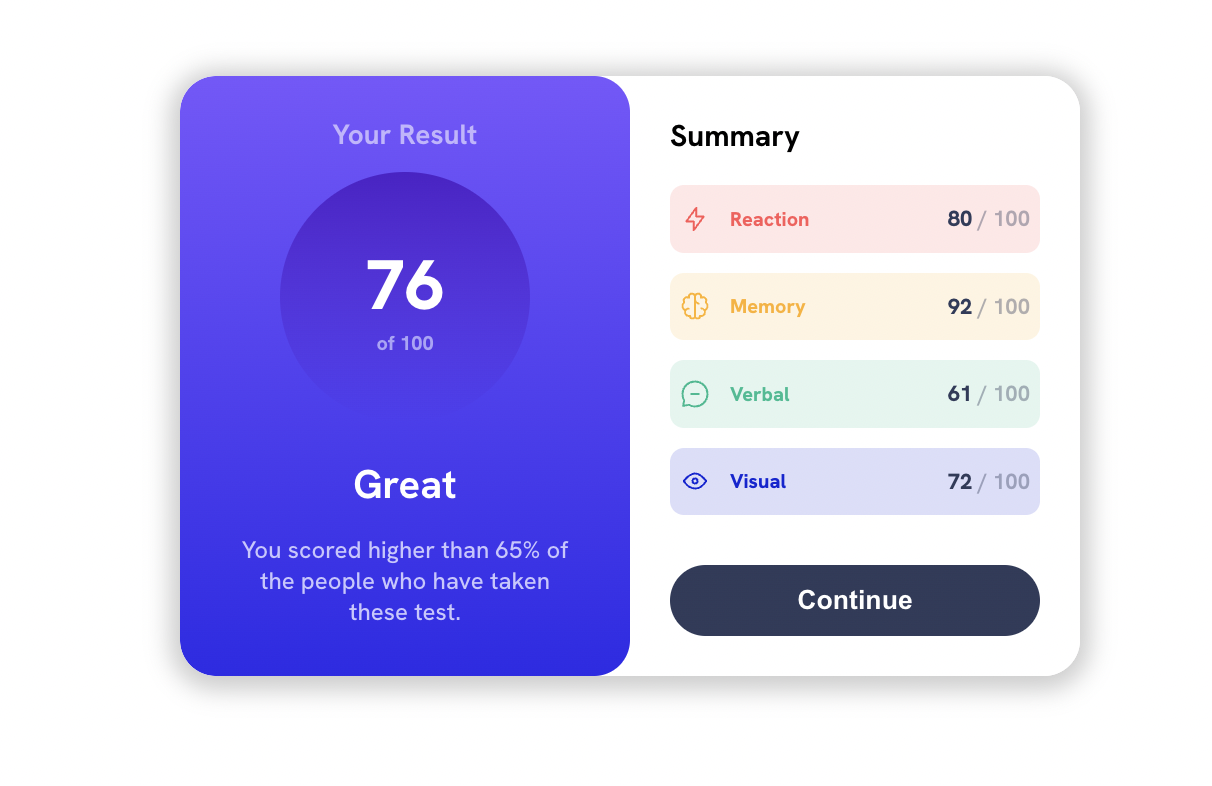 Your Result
76
of 100
Great
You scored higher than 65% of
the people who have taken
these test.
Summary
Reaction 80 / 100
Memory 92 / 100
Verbal 61 / 100
Visual 72 / 100
Continue